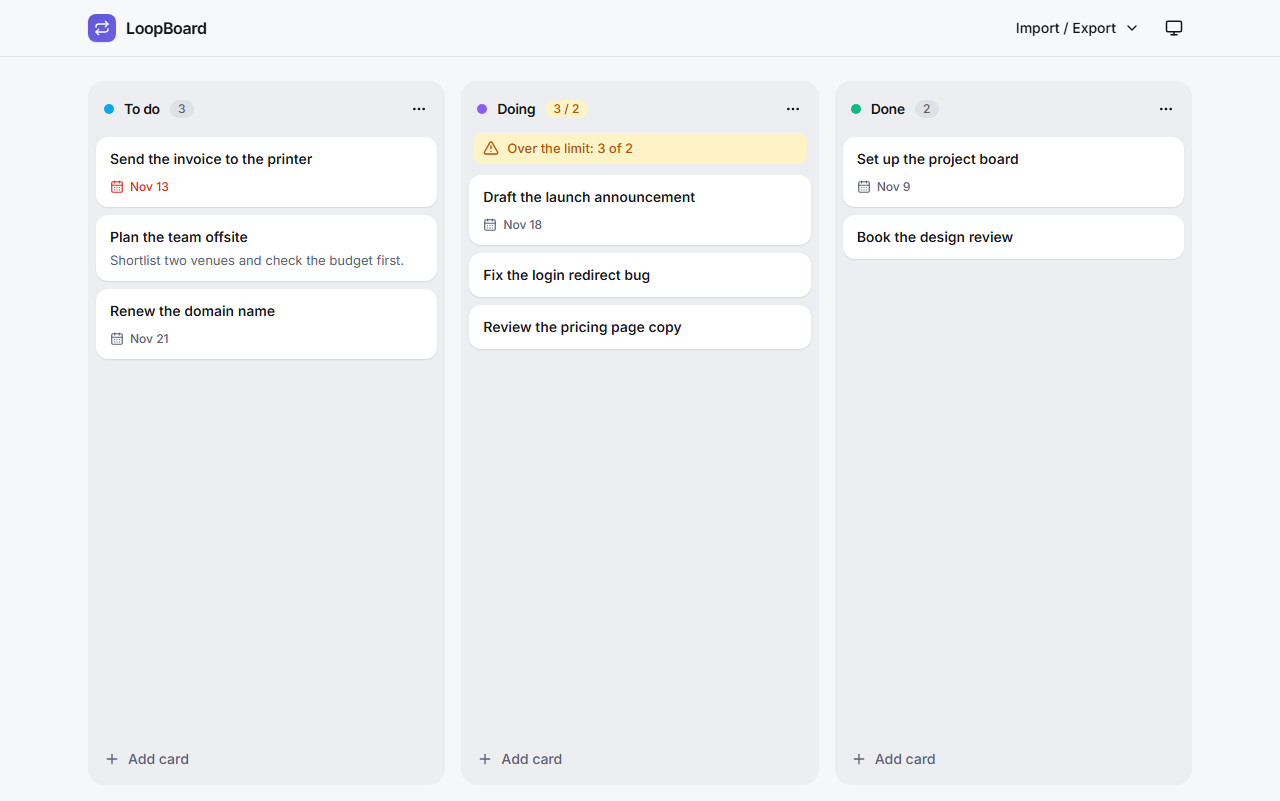 LoopBoard
Import / Export
To do 3
Send the invoice to the printer
Nov 13
Plan the team offsite
Shortlist two venues and check the budget first.
Renew the domain name
Nov 21
Add card
Doing 3 / 2
Over the limit: 3 of 2
Draft the launch announcement
Nov 18
Fix the login redirect bug
Review the pricing page copy
Add card
Done 2
Set up the project board
Nov 9
Book the design review
Add card